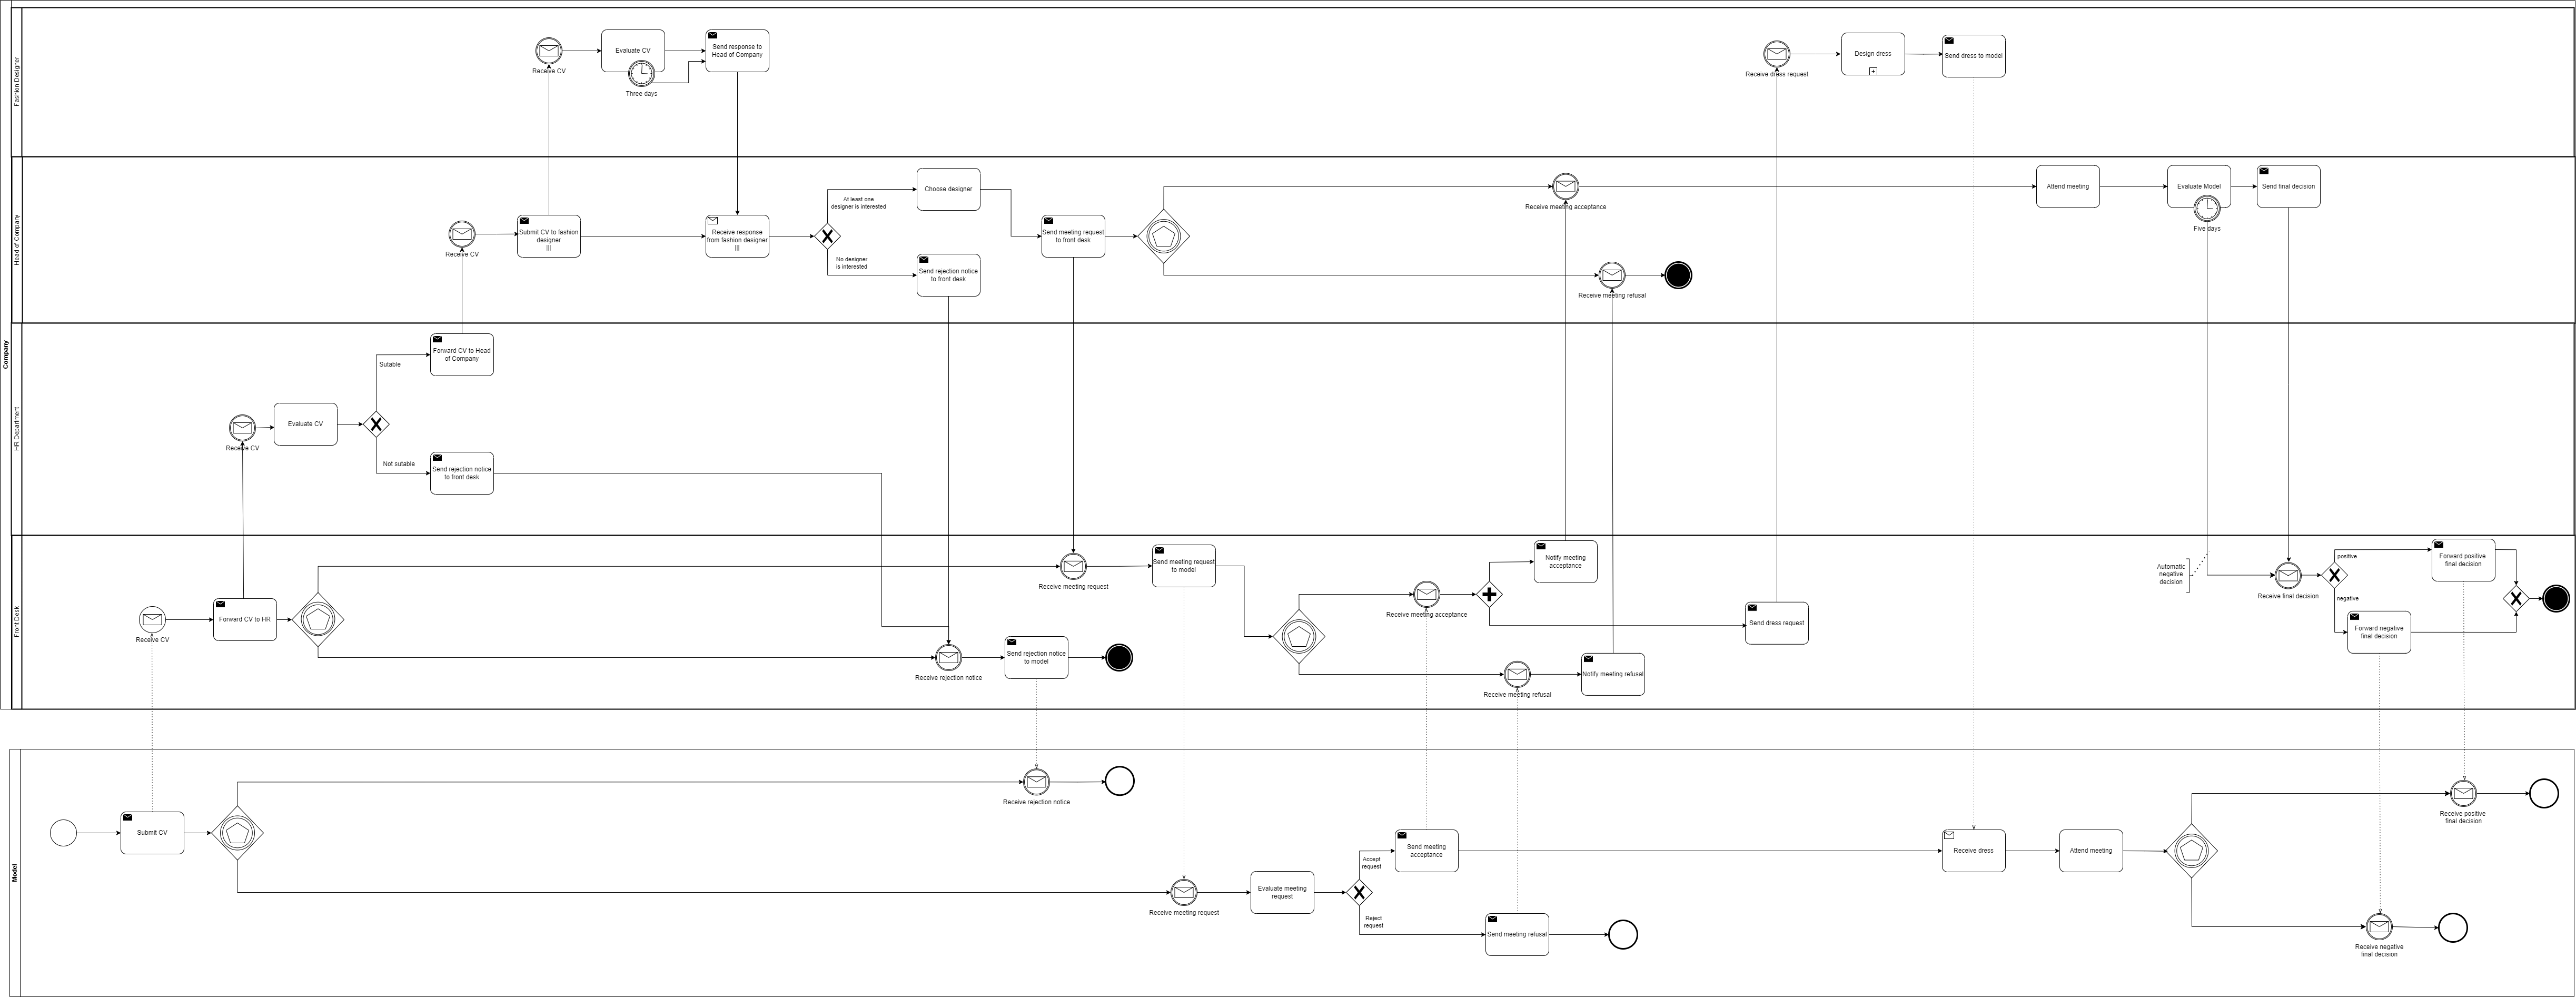 Company
Fashion Designer
Receive CV
Evaluate CV
Three days
Send response to
Head of Company
Receive dress request
Design dress
Send dress to model
Head of Company
Receive CV
Submit CV to fashion
designer
Receive response
from fashion designer
At least one
designer is interested
No designer
is interested
Choose designer
Send rejection notice
to front desk
Send meeting request
to front desk
Receive meeting acceptance
Receive meeting refusal
Attend meeting
Evaluate Model
Five days
Send final decision
HR Department
Receive CV
Evaluate CV
Sutable
Not sutable
Forward CV to Head
of Company
Send rejection notice
to front desk
Front Desk
Receive CV
Forward CV to HR
Receive rejection notice
Send rejection notice
to model
Receive meeting request
Send meeting request
to model
Receive meeting acceptance
Receive meeting refusal
Notify meeting
acceptance
Notify meeting refusal
Send dress request
Automatic
negative
decision
Receive final decision
positive
negative
Forward positive
final decision
Forward negative
final decision
Model
Submit CV
Receive rejection notice
Receive meeting request
Evaluate meeting
request
Accept
request
Reject
request
Send meeting
acceptance
Send meeting refusal
Receive dress
Attend meeting
Receive positive
final decision
Receive negative
final decision